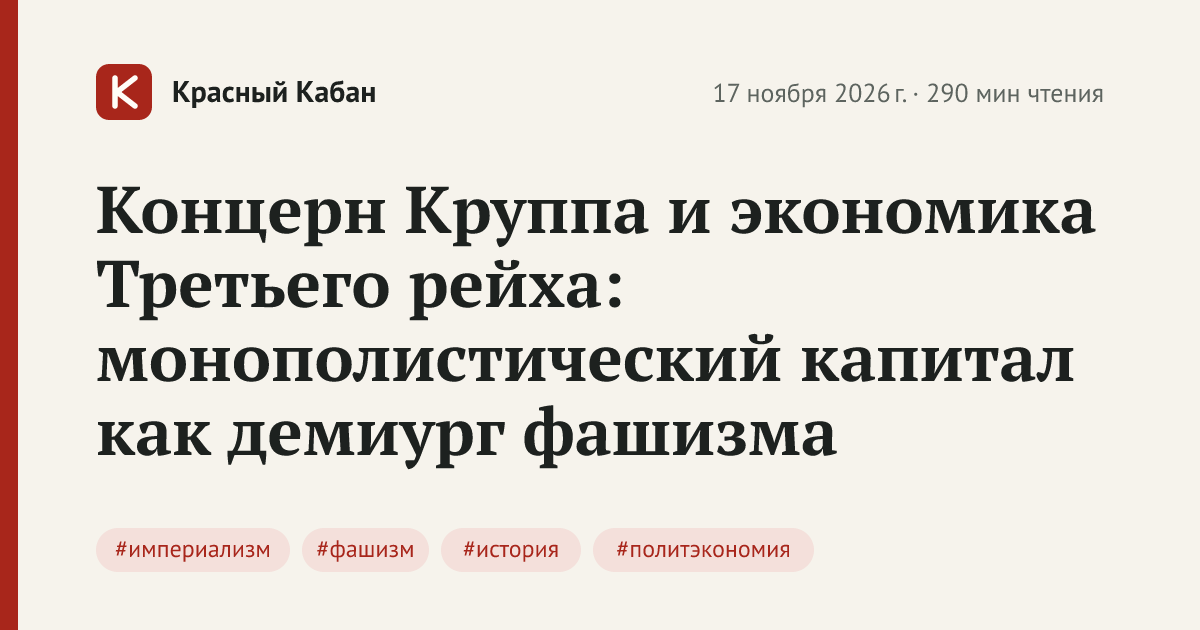 К Красный Кабан
17 ноября 2026 г. · 290 мин чтения
Концерн Круппа и экономика
Третьего рейха:
монополистический капитал
как демиург фашизма
#империализм #фашизм #история #политэкономия